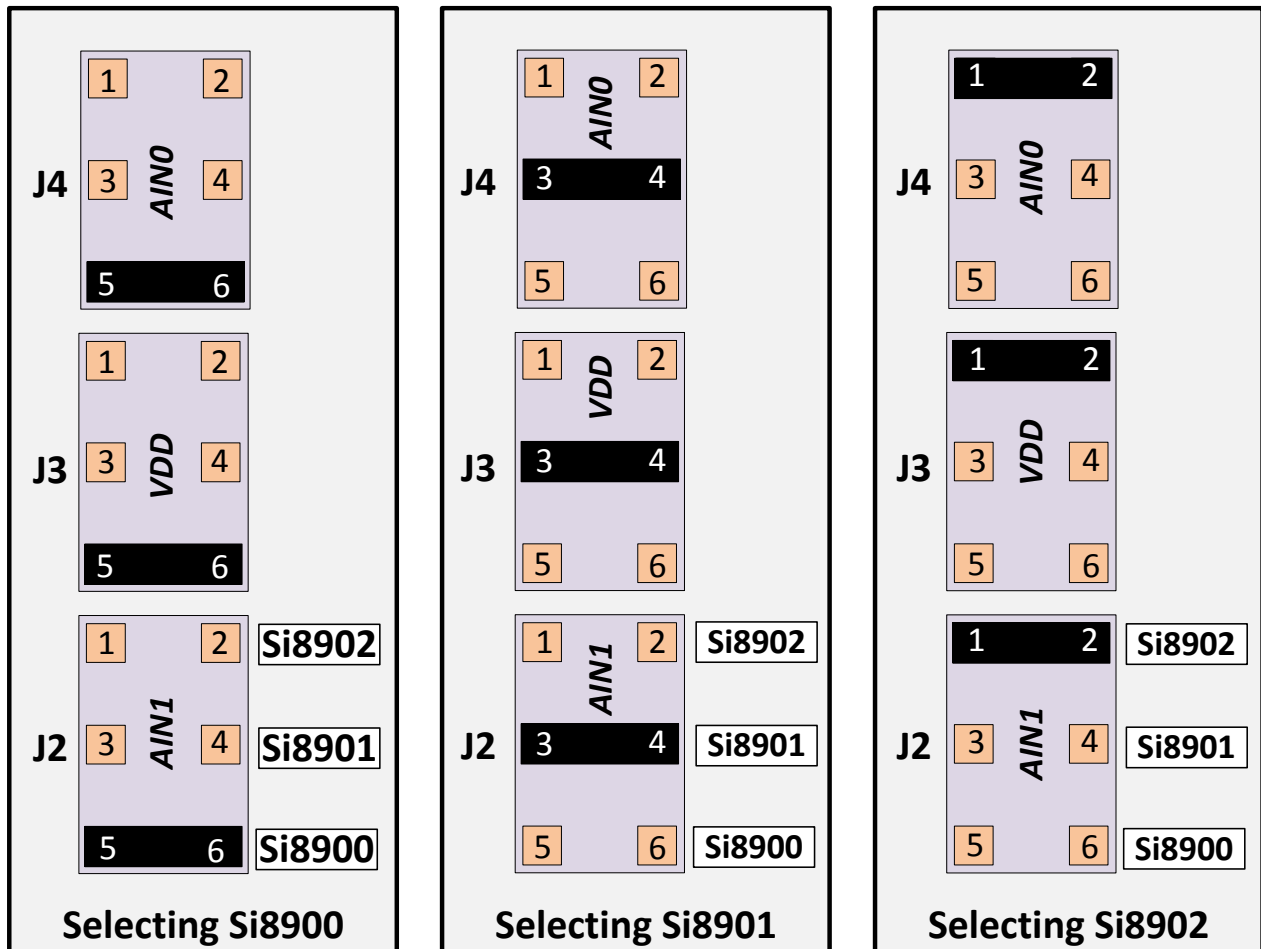 1 2
AIN0
J4
3 4
5 6
1 2
VDD
J3
3 4
5 6
1 2 Si8902
AIN1
J2
3 4 Si8901
5 6 Si8900
Selecting Si8900
1 2
AIN0
J4
3 4
5 6
1 2
VDD
J3
3 4
5 6
1 2 Si8902
AIN1
J2
3 4 Si8901
5 6 Si8900
Selecting Si8901
1 2
AIN0
J4
3 4
5 6
1 2
VDD
J3
3 4
5 6
1 2 Si8902
AIN1
J2
3 4 Si8901
5 6 Si8900
Selecting Si8902